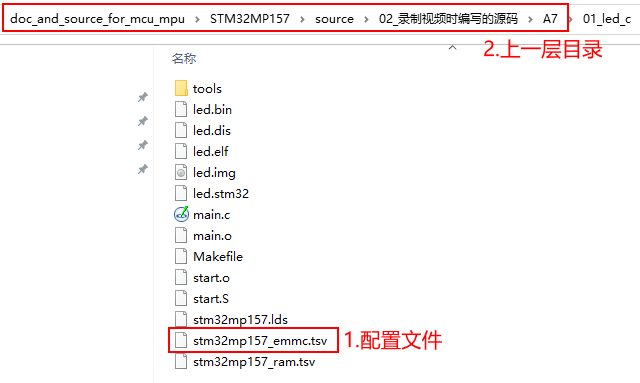 doc_and_source_for_mcu_mpu > STM32MP157 > source > 02_录制视频时编写的源码 > A7 > 01_led_c
2.上一层目录
名称
tools
led.bin
led.dis
led.elf
led.img
led.stm32
main.c
main.o
Makefile
start.o
start.S
stm32mp157.lds
stm32mp157_emmc.tsv 1.配置文件
stm32mp157_ram.tsv